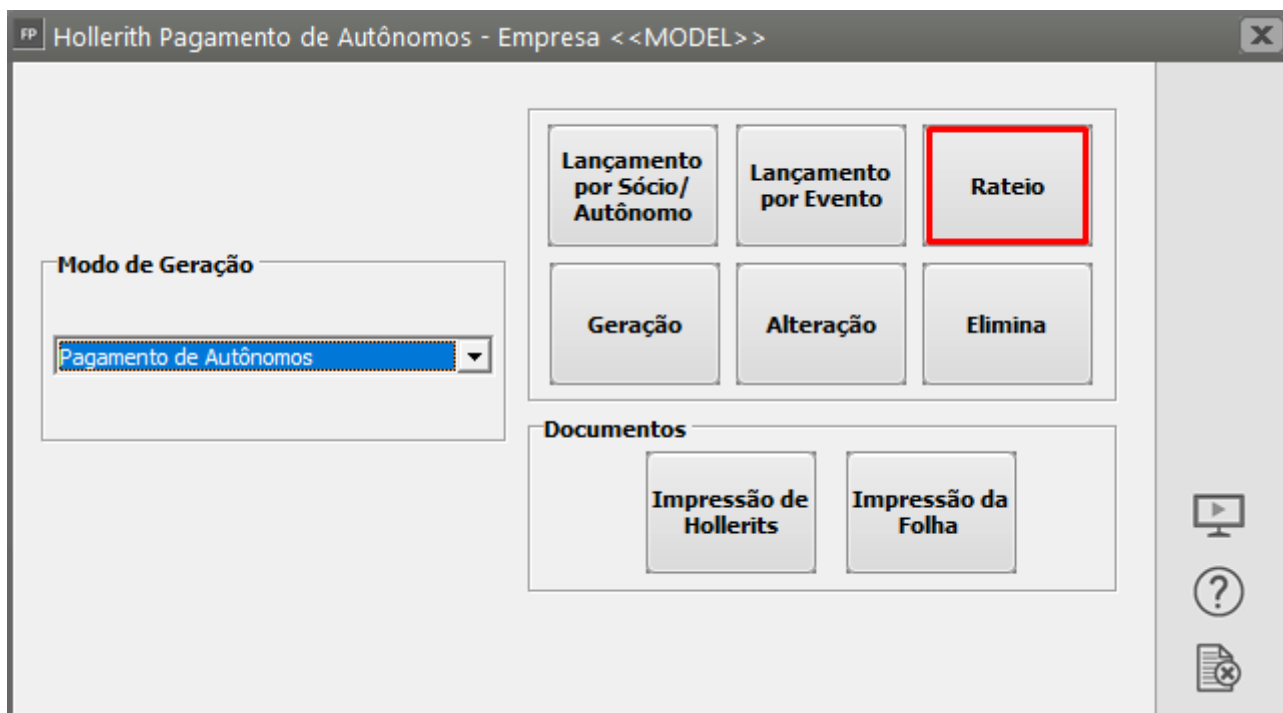 FP Hollerith Pagamento de Autônomos - Empresa <<MODEL>>
Modo de Geração
Pagamento de Autônomos
Lançamento
por Sócio/
Autônomo
Lançamento
por Evento
Rateio
Geração
Alteração
Elimina
Documentos
Impressão de
Hollerits
Impressão da
Folha